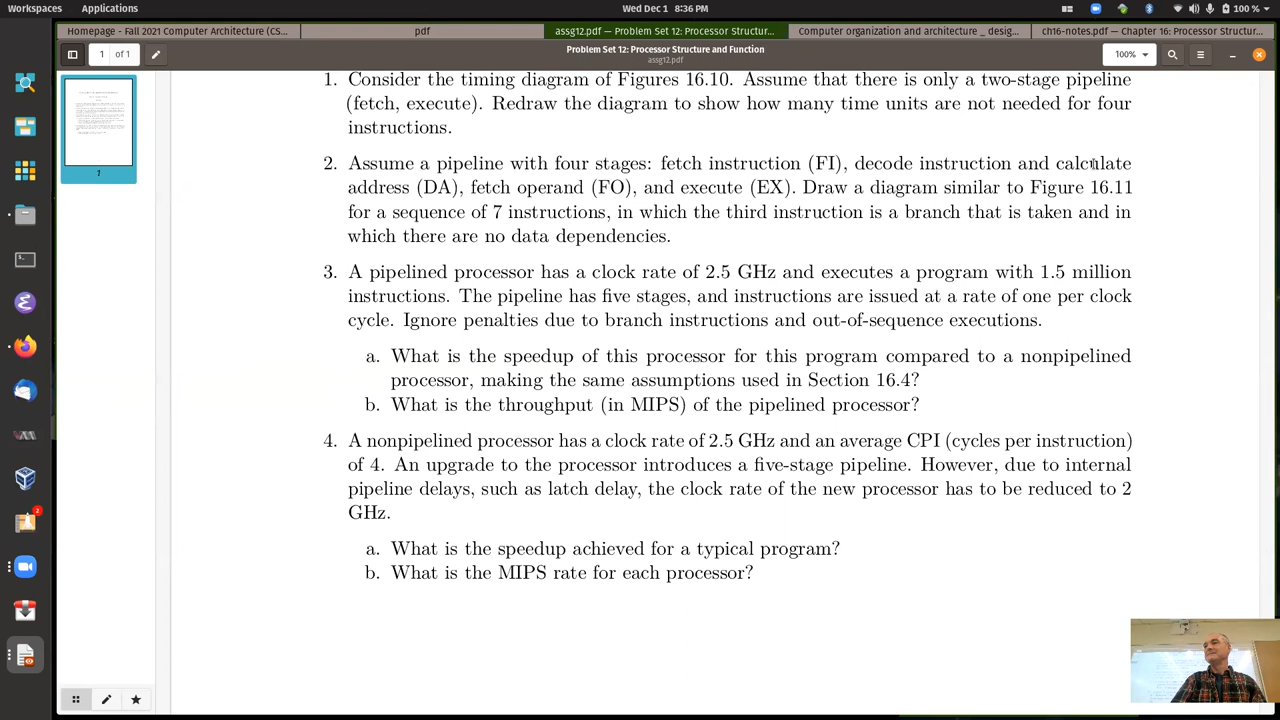 Workspaces Applications Wed Dec 1 8:36 PM 100 %
Homepage - Fall 2021 Computer Architecture (CS... pdf assg12.pdf — Problem Set 12: Processor Structur... Computer organization and architecture _ desig... ch16-notes.pdf — Chapter 16: Processor Structur...
1 of 1 Problem Set 12: Processor Structure and Function 100%
assg12.pdf
1. Consider the timing diagram of Figures 16.10. Assume that there is only a two-stage pipeline
(fetch, execute). Redraw the diagram to show how many time units are not needed for four
instructions.
2. Assume a pipeline with four stages: fetch instruction (FI), decode instruction and calculate
address (DA), fetch operand (FO), and execute (EX). Draw a diagram similar to Figure 16.11
for a sequence of 7 instructions, in which the third instruction is a branch that is taken and in
which there are no data dependencies.
3. A pipelined processor has a clock rate of 2.5 GHz and executes a program with 1.5 million
instructions. The pipeline has five stages, and instructions are issued at a rate of one per clock
cycle. Ignore penalties due to branch instructions and out-of-sequence executions.
a. What is the speedup of this processor for this program compared to a nonpipelined
processor, making the same assumptions used in Section 16.4?
b. What is the throughput (in MIPS) of the pipelined processor?
4. A nonpipelined processor has a clock rate of 2.5 GHz and an average CPI (cycles per instruction)
of 4. An upgrade to the processor introduces a five-stage pipeline. However, due to internal
pipeline delays, such as latch delay, the clock rate of the new processor has to be reduced to 2
GHz.
a. What is the speedup achieved for a typical program?
b. What is the MIPS rate for each processor?
1
2